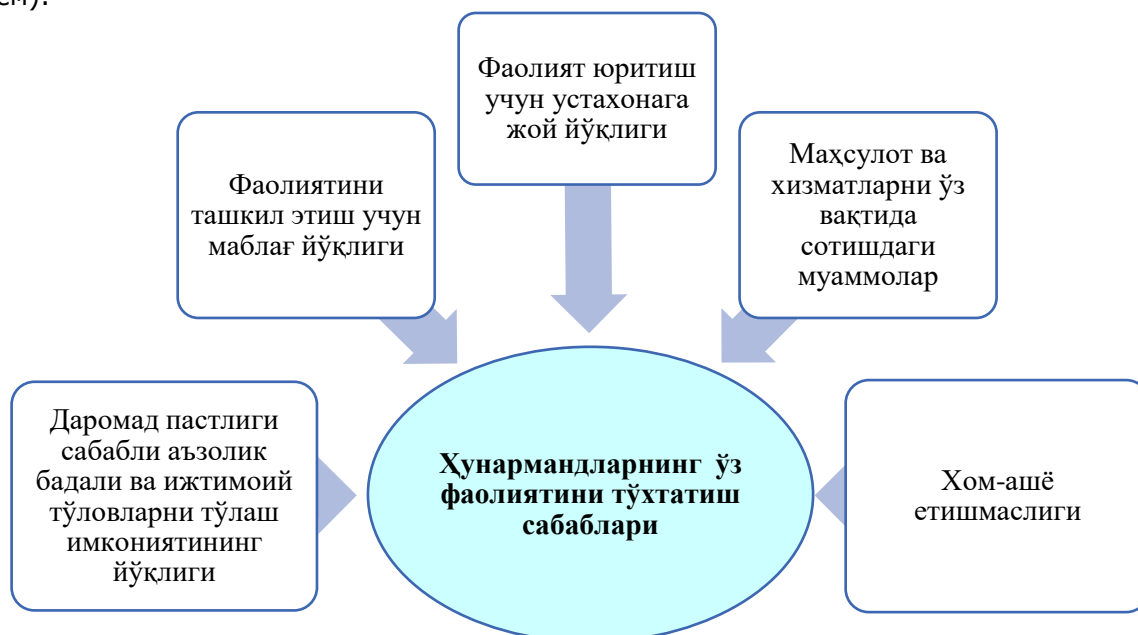 ем).
Фаолият юритиш
учун устахонага
жой йўқлиги
Фаолиятини
ташкил этиш учун
маблағ йўқлиги
Маҳсулот ва
хизматларни ўз
вақтида
сотишдаги
муаммолар
Даромад пастлиги
сабабли аъзолик
бадали ва ижтимоий
тўловларни тўлаш
имкониятининг
йўқлиги
Ҳунармандларнинг ўз
фаолиятини тўхтатиш
сабаблари
Хом-ашё
етишмаслиги